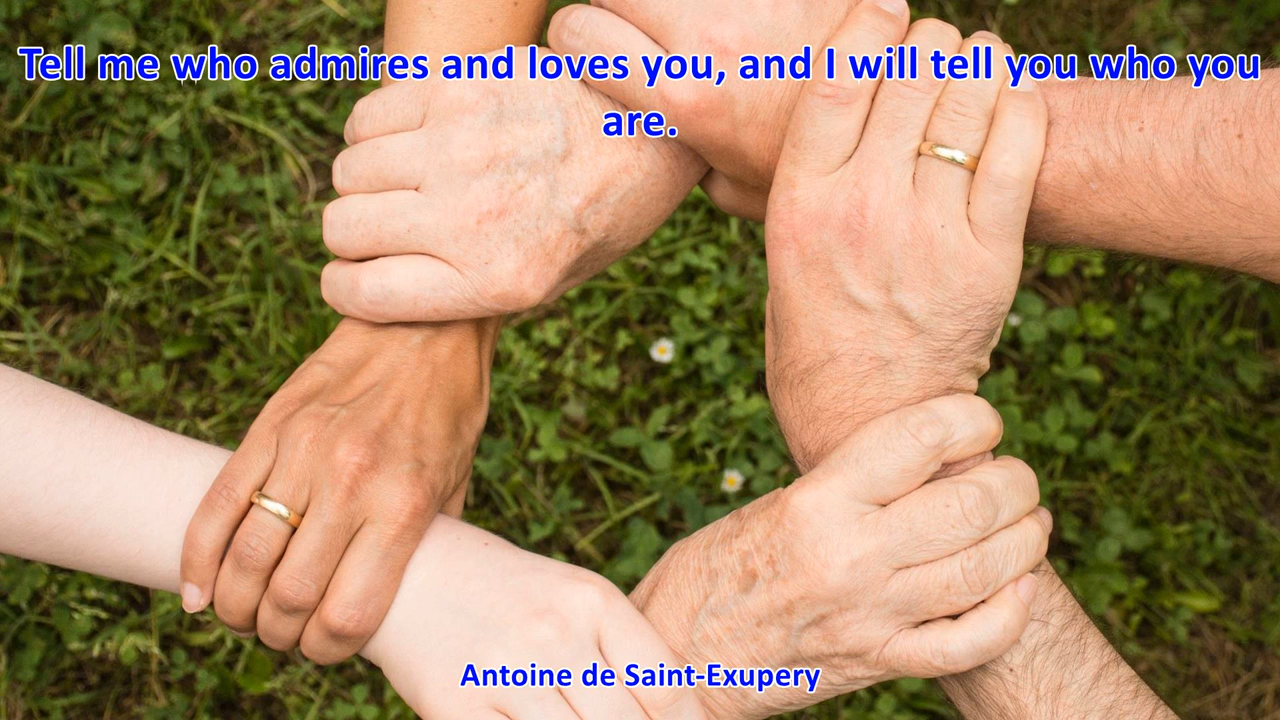 Tell me who admires and loves you, and I will tell you who you
are.
Antoine de Saint-Exupery